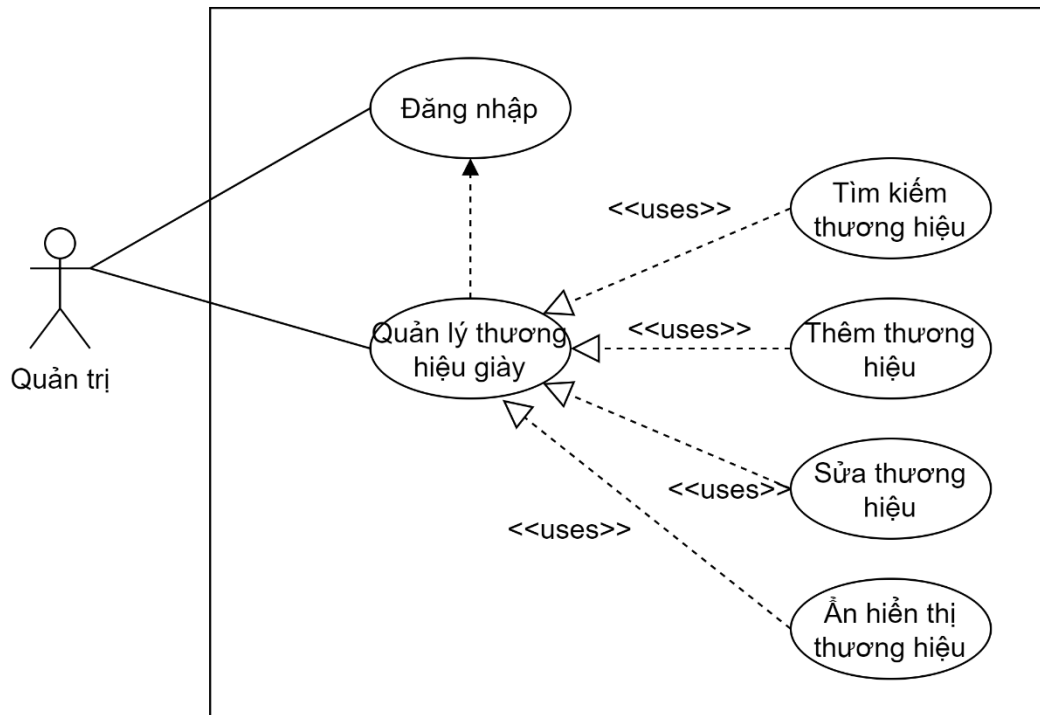 Đăng nhập
<<uses>>
Tìm kiếm
thương hiệu
Quản trị
Quản lý thương
hiệu giày
<<uses>>
Thêm thương
hiệu
<<uses>>
Sửa thương
hiệu
<<uses>>
Ẩn hiển thị
thương hiệu